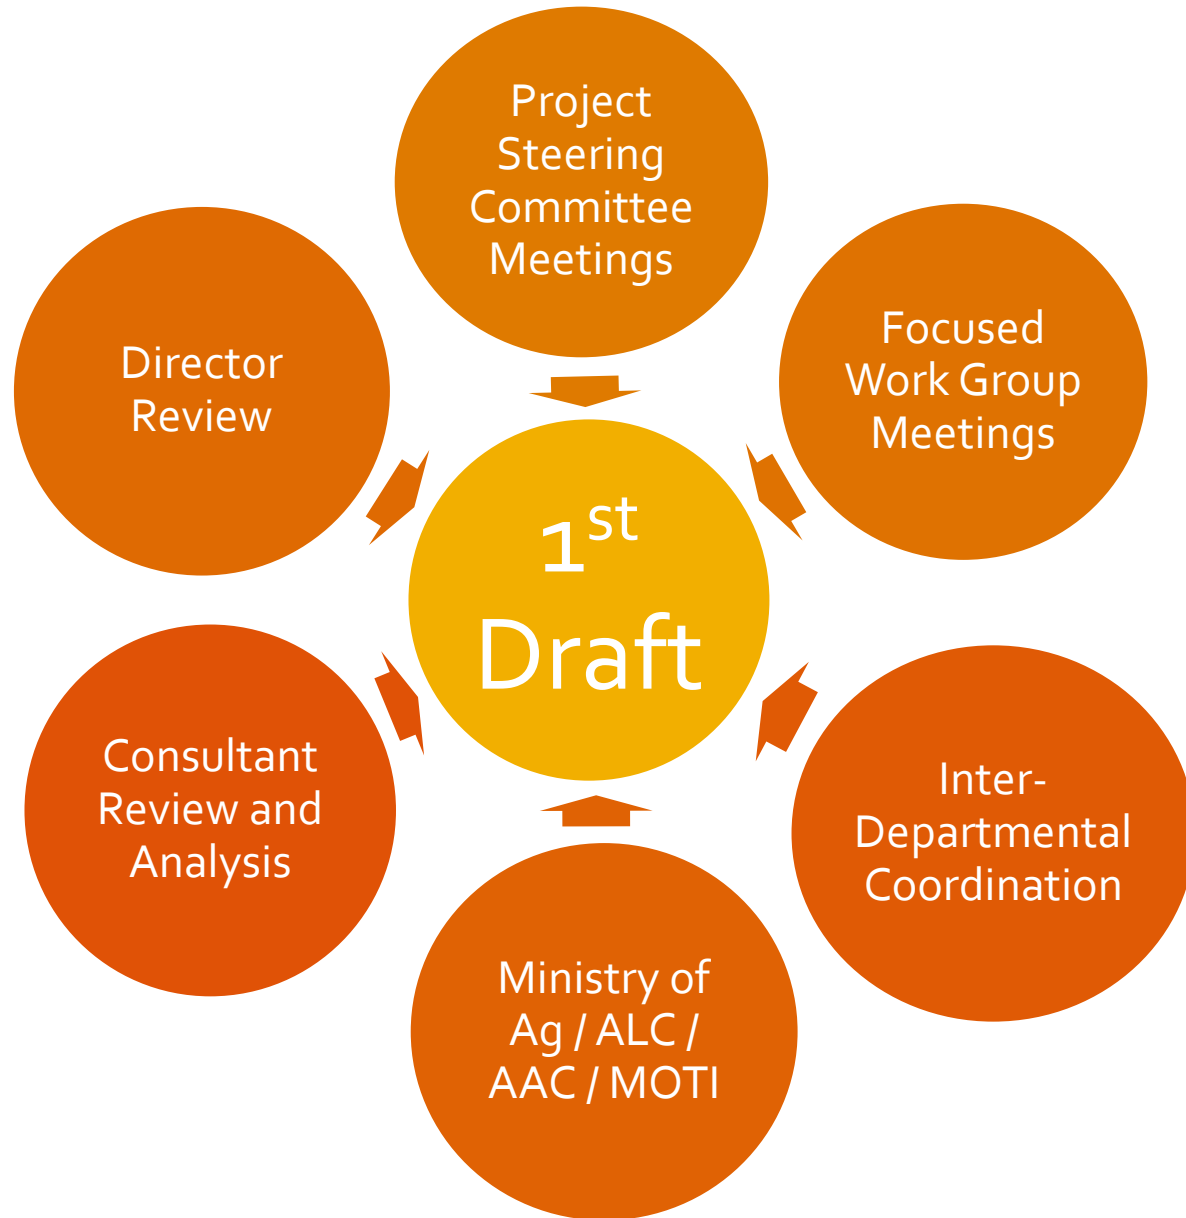 Project
Steering
Committee
Meetings
Focused
Work Group
Meetings
Inter-
Departmental
Coordination
Ministry of
Ag / ALC /
AAC / MOTI
Consultant
Review and
Analysis
Director
Review
1st
Draft